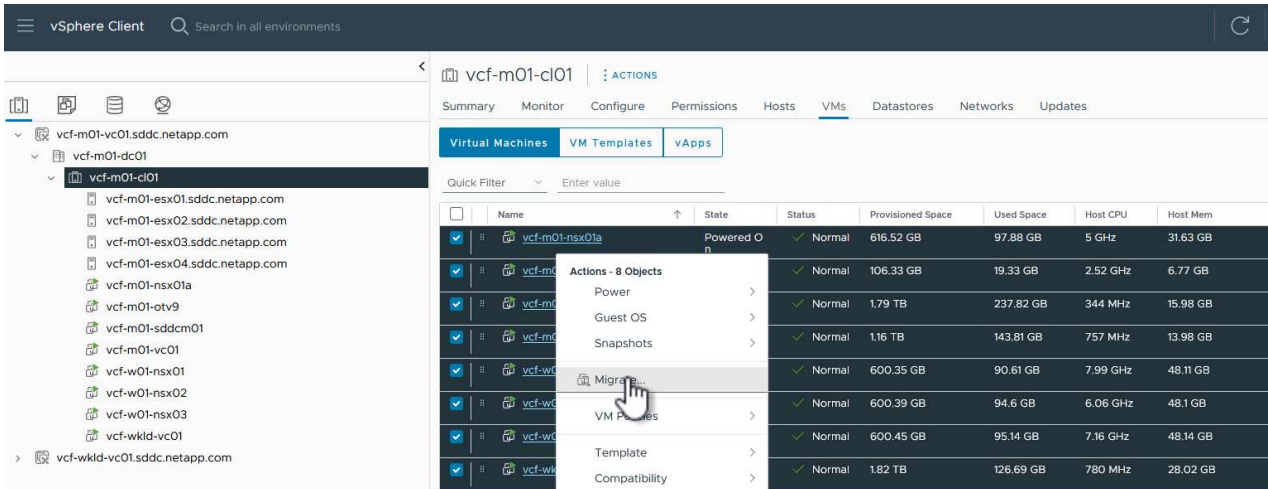 vSphere Client Search in all environments
vcf-m01-vc01.sddc.netapp.com
vcf-m01-dc01
vcf-m01-cl01
vcf-m01-esx01.sddc.netapp.com
vcf-m01-esx02.sddc.netapp.com
vcf-m01-esx03.sddc.netapp.com
vcf-m01-esx04.sddc.netapp.com
vcf-m01-nsx01a
vcf-m01-otv9
vcf-m01-sddcm01
vcf-m01-vc01
vcf-w01-nsx01
vcf-w01-nsx02
vcf-w01-nsx03
vcf-wkld-vc01
vcf-wkld-vc01.sddc.netapp.com
vcf-m01-cl01 ACTIONS
Summary Monitor Configure Permissions Hosts VMs Datastores Networks Updates
Virtual Machines VM Templates vApps
Quick Filter Enter value
Name State Status Provisioned Space Used Space Host CPU Host Mem
vcf-m01-nsx01a Powered O Normal 616.52 GB 97.88 GB 5 GHz 31.63 GB
n
Normal 106.33 GB 19.33 GB 2.52 GHz 6.77 GB
Normal 1.79 TB 237.82 GB 344 MHz 15.98 GB
Normal 1.16 TB 143.81 GB 757 MHz 13.98 GB
Normal 600.35 GB 90.61 GB 7.99 GHz 48.11 GB
Normal 600.39 GB 94.6 GB 6.06 GHz 48.1 GB
Normal 600.45 GB 95.14 GB 7.16 GHz 48.14 GB
Normal 1.82 TB 126.69 GB 780 MHz 28.02 GB
Actions - 8 Objects
Power
Guest OS
Snapshots
Migrate...
VM Policies
Template
Compatibility